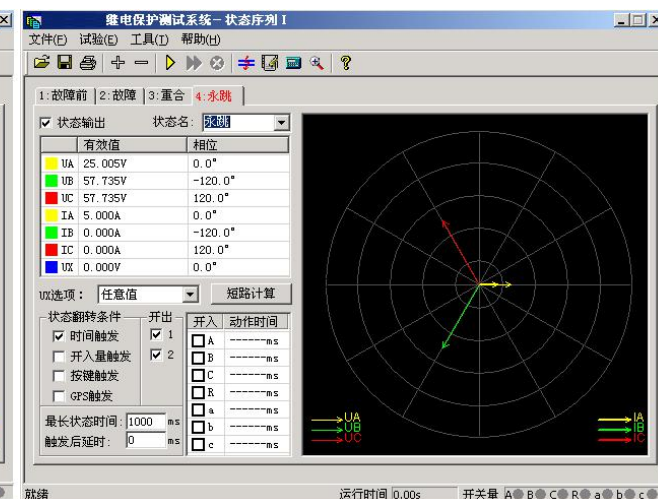 继电保护测试系统-状态序列 I
文件(F) 试验(E) 工具(T) 帮助(H)
1:故障前 2:故障 3:重合 4:永跳
状态输出 状态名: 永跳
有效值 相位
UA 25.005V 0.0°
UB 57.735V -120.0°
UC 57.735V 120.0°
IA 5.000A 0.0°
IB 0.000A -120.0°
IC 0.000A 120.0°
UX 0.000V 0.0°
UX选项: 任意值 短路计算
状态翻转条件 开出 开入 动作时间
时间触发 1 A ------ms
开入量触发 2 B ------ms
按键触发 C ------ms
GPS触发 R ------ms
a ------ms
最长状态时间: 1000 ms b ------ms
触发后延时: 0 ms c ------ms
UA IA
UB IB
UC IC
就绪 运行时间 0.00s 开关量 A B C R a b c